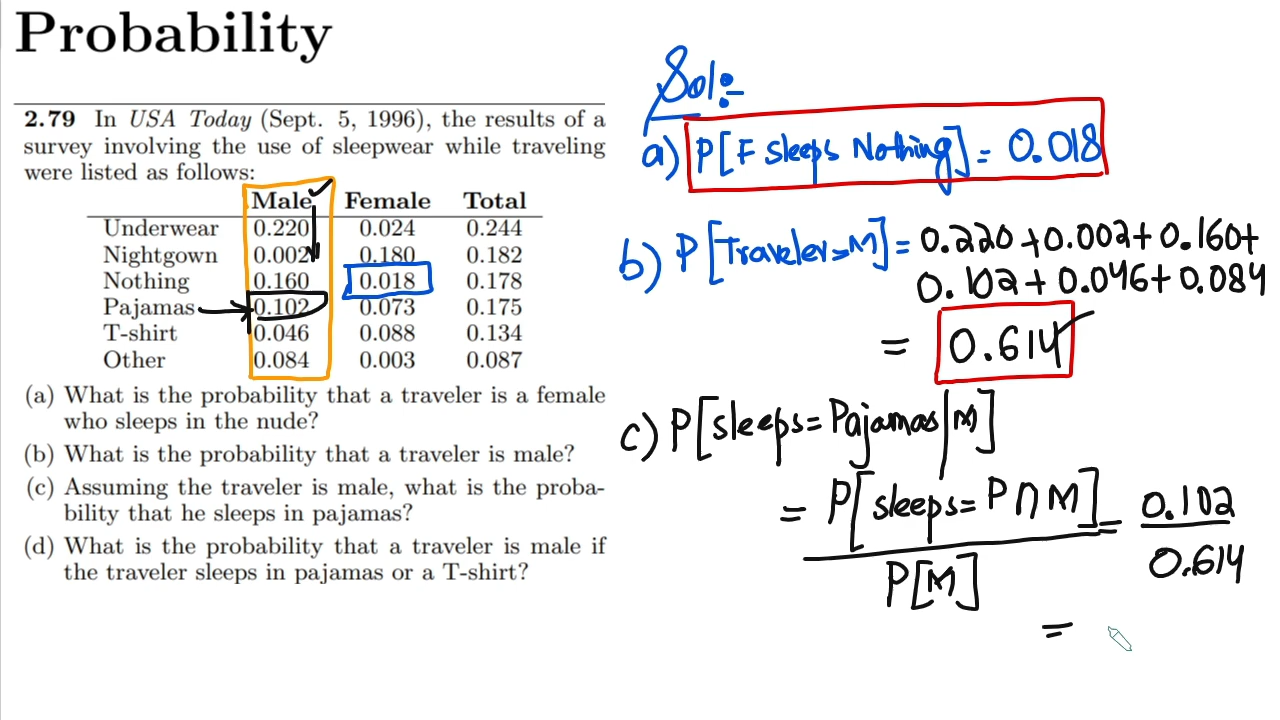 Probability
2.79 In USA Today (Sept. 5, 1996), the results of a
survey involving the use of sleepwear while traveling
were listed as follows:
Male Female Total
Underwear 0.220 0.024 0.244
Nightgown 0.002 0.180 0.182
Nothing 0.160 0.018 0.178
Pajamas 0.102 0.073 0.175
T-shirt 0.046 0.088 0.134
Other 0.084 0.003 0.087
(a) What is the probability that a traveler is a female
who sleeps in the nude?
(b) What is the probability that a traveler is male?
(c) Assuming the traveler is male, what is the proba-
bility that he sleeps in pajamas?
(d) What is the probability that a traveler is male if
the traveler sleeps in pajamas or a T-shirt?
Sol:-
a) P[F sleeps Nothing] = 0.018
b) P[Traveler=M] = 0.220+0.002+0.160+
0.102+0.046+0.084
= 0.614
c) P[sleeps=Pajamas|M]
= P[sleeps=P∩M] = 0.102
P[M] 0.614
=